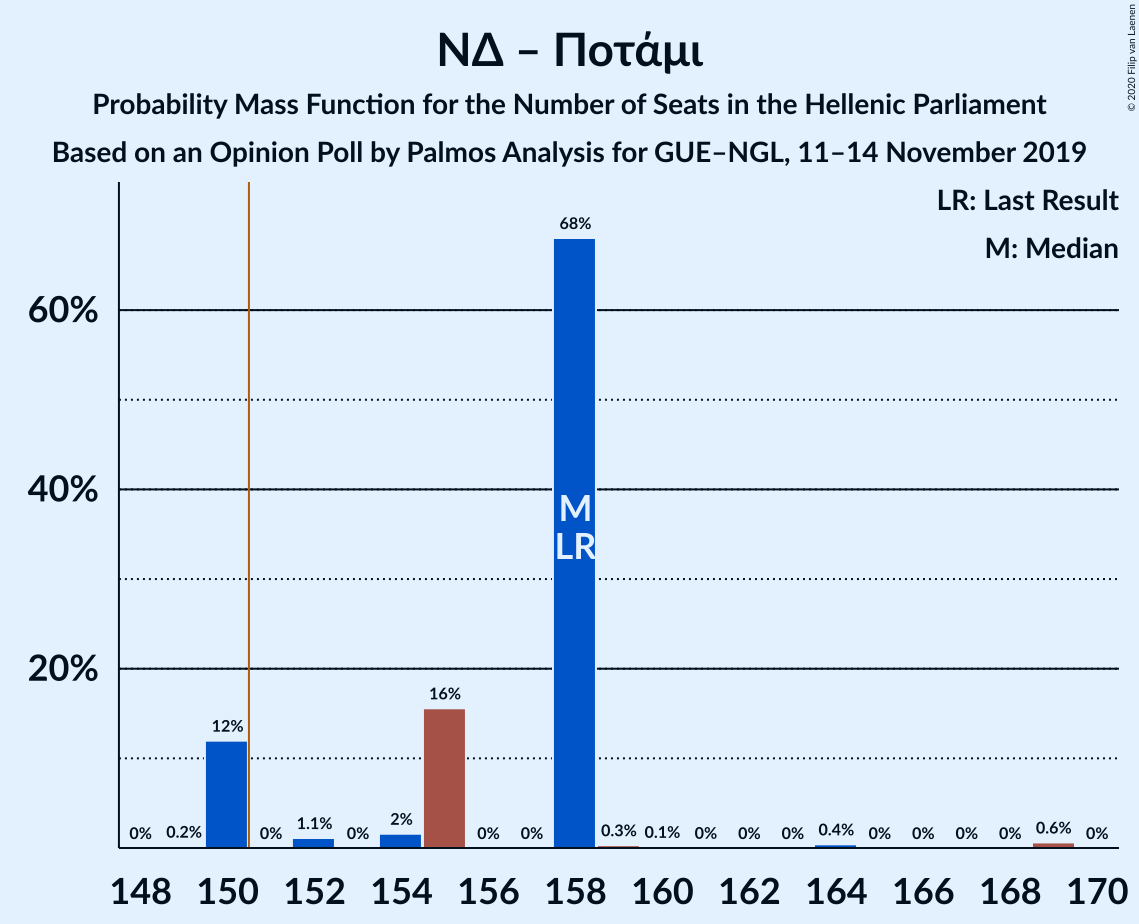 ΝΔ – Ποτάμι
Probability Mass Function for the Number of Seats in the Hellenic Parliament
Based on an Opinion Poll by Palmos Analysis for GUE–NGL, 11–14 November 2019
© 2020 Filip van Laenen
LR: Last Result
M: Median
60%
40%
20%
0%
0.2%
12%
0%
1.1%
0%
2%
16%
0%
0%
68%
0.3%
0.1%
0%
0%
0%
0.4%
0%
0%
0%
0%
0.6%
0%
M
LR
148 150 152 154 156 158 160 162 164 166 168 170